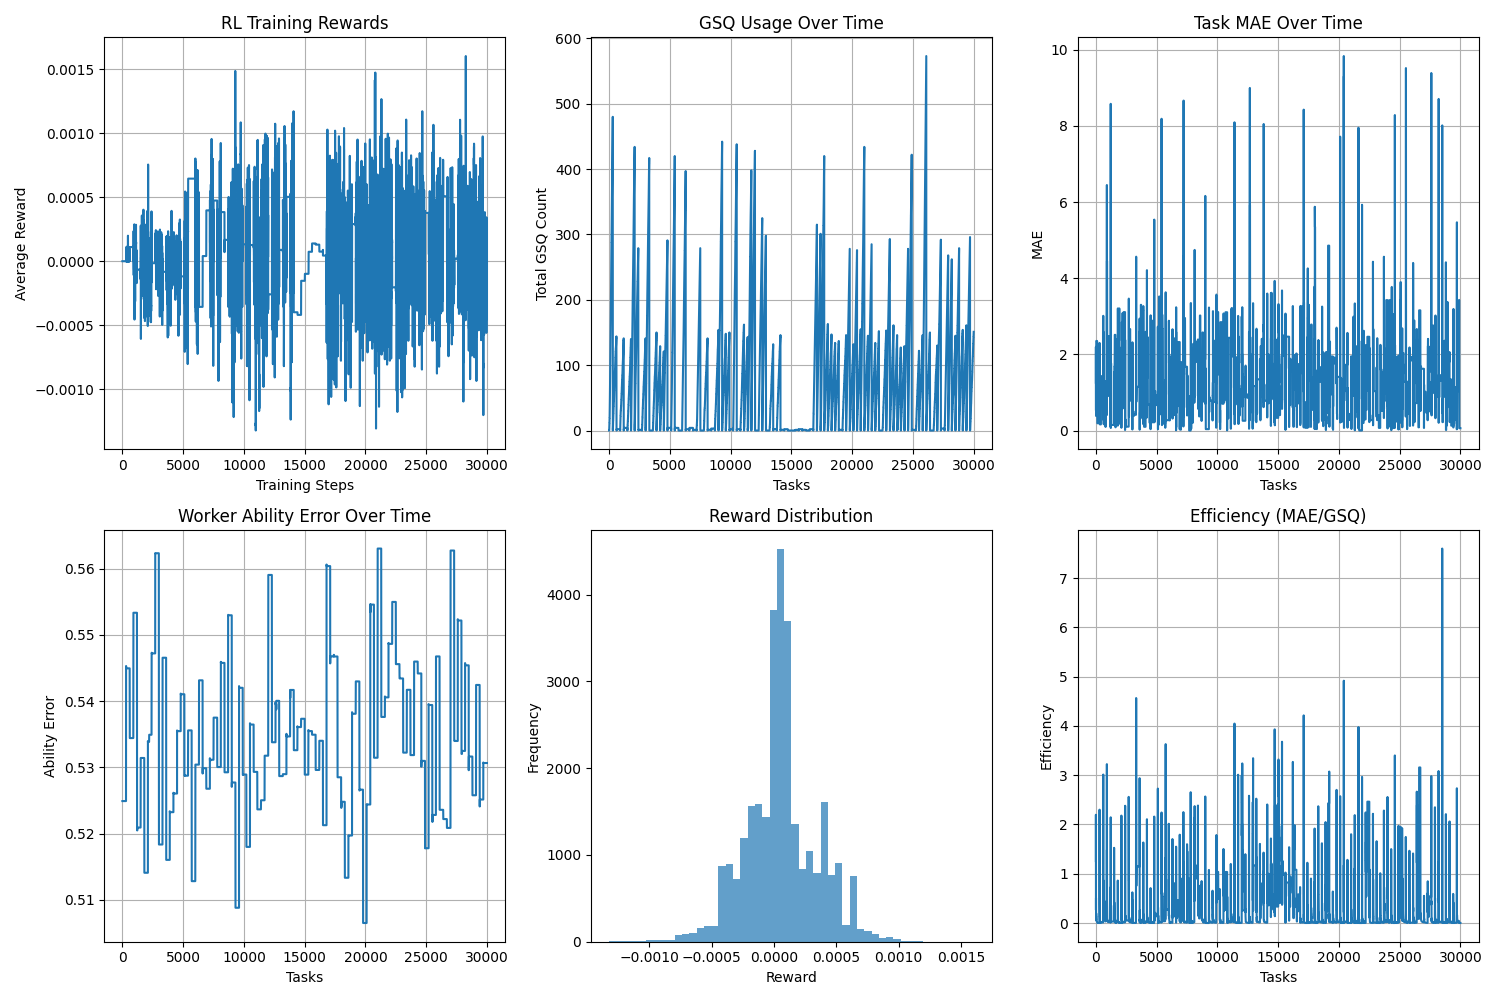 RL Training Rewards
Average Reward
0.0015
0.0010
0.0005
0.0000
−0.0005
−0.0010
0 5000 10000 15000 20000 25000 30000
Training Steps
GSQ Usage Over Time
Total GSQ Count
600
500
400
300
200
100
0
0 5000 10000 15000 20000 25000 30000
Tasks
Task MAE Over Time
MAE
10
8
6
4
2
0
0 5000 10000 15000 20000 25000 30000
Tasks
Worker Ability Error Over Time
Ability Error
0.56
0.55
0.54
0.53
0.52
0.51
0 5000 10000 15000 20000 25000 30000
Tasks
Reward Distribution
Frequency
4000
3000
2000
1000
0
−0.0010 −0.0005 0.0000 0.0005 0.0010 0.0015
Reward
Efficiency (MAE/GSQ)
Efficiency
7
6
5
4
3
2
1
0
0 5000 10000 15000 20000 25000 30000
Tasks